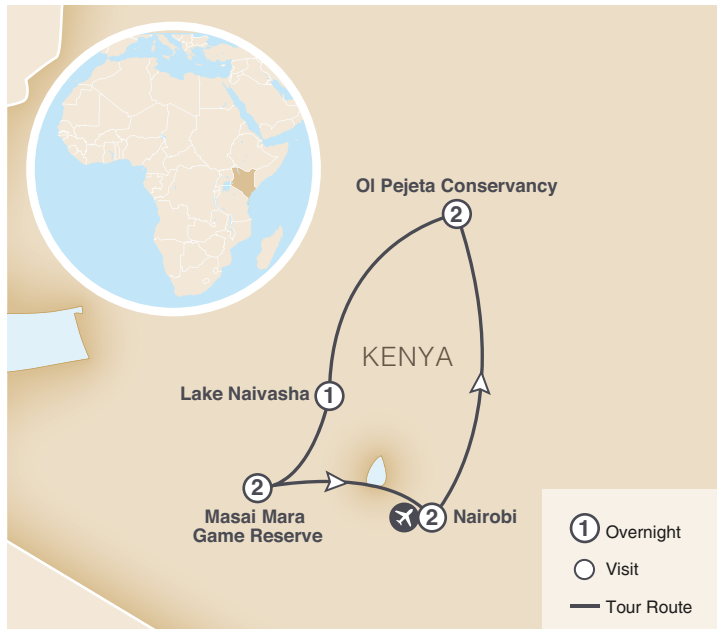 Ol Pejeta Conservancy
2
KENYA
Lake Naivasha
1
2
Masai Mara
Game Reserve
2
Nairobi
1
Overnight
Visit
Tour Route